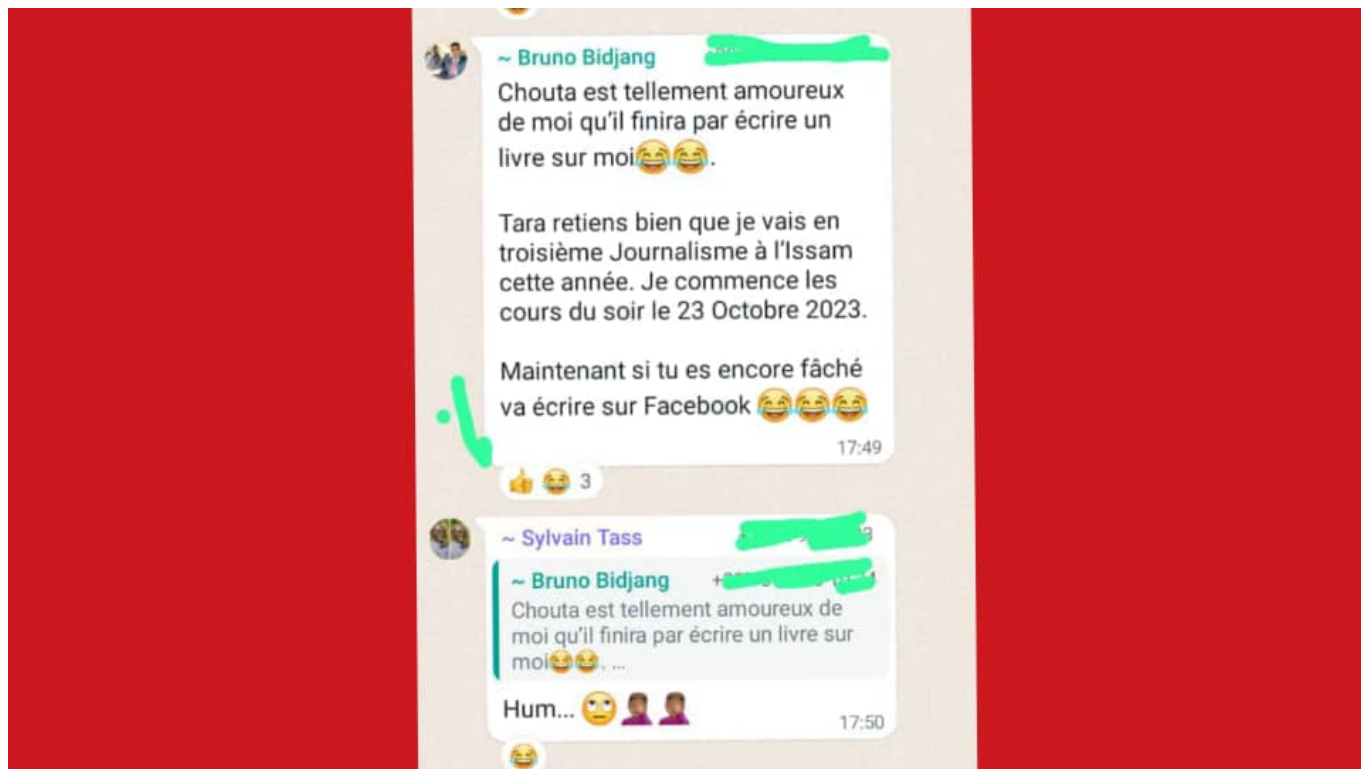 ~ Bruno Bidjang
Chouta est tellement amoureux
de moi qu'il finira par écrire un
livre sur moi😂😂.
Tara retiens bien que je vais en
troisième Journalisme à l'Issam
cette année. Je commence les
cours du soir le 23 Octobre 2023.
Maintenant si tu es encore fâché
va écrire sur Facebook 😂😂😂
17:49
👍 😂 3
~ Sylvain Tass
~ Bruno Bidjang
Chouta est tellement amoureux de
moi qu'il finira par écrire un livre sur
moi😂😂. ...
Hum... 🙄🤦🏾🤦🏾
17:50
😂